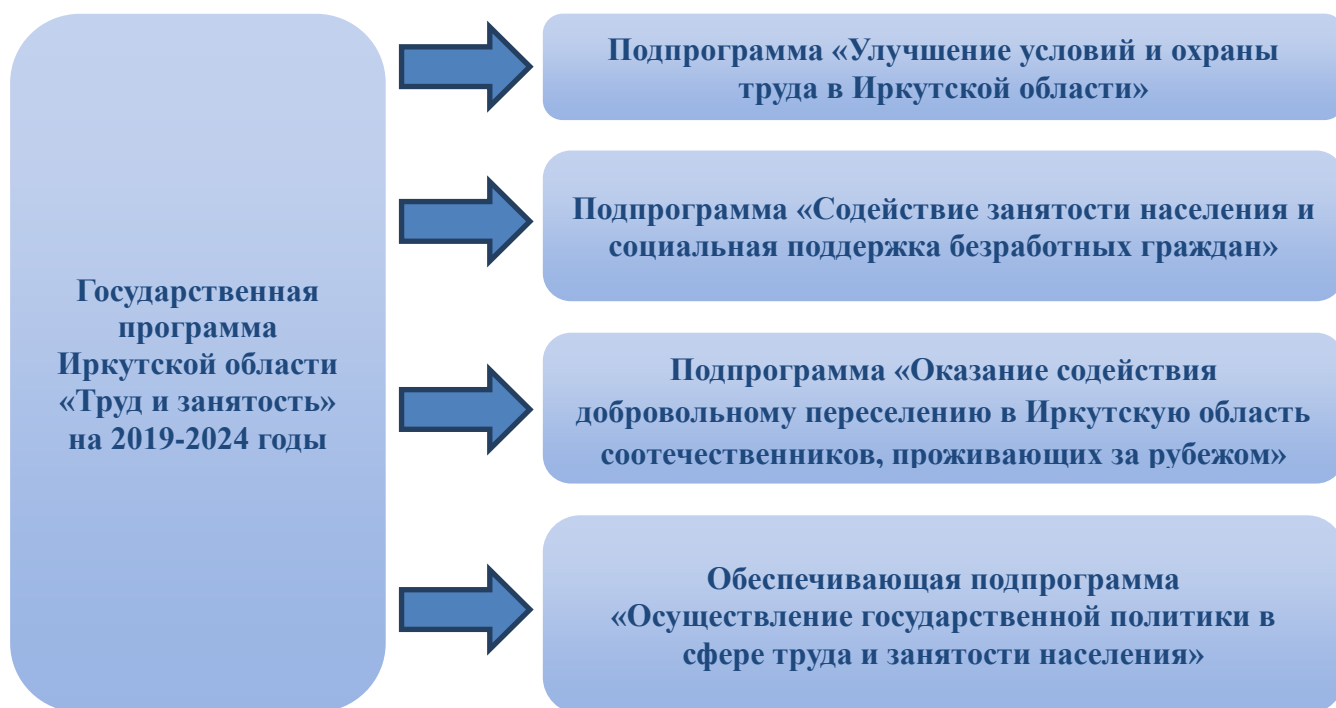 Государственная
программа
Иркутской области
«Труд и занятость»
на 2019-2024 годы
Подпрограмма «Улучшение условий и охраны
труда в Иркутской области»
Подпрограмма «Содействие занятости населения и
социальная поддержка безработных граждан»
Подпрограмма «Оказание содействия
добровольному переселению в Иркутскую область
соотечественников, проживающих за рубежом»
Обеспечивающая подпрограмма
«Осуществление государственной политики в
сфере труда и занятости населения»